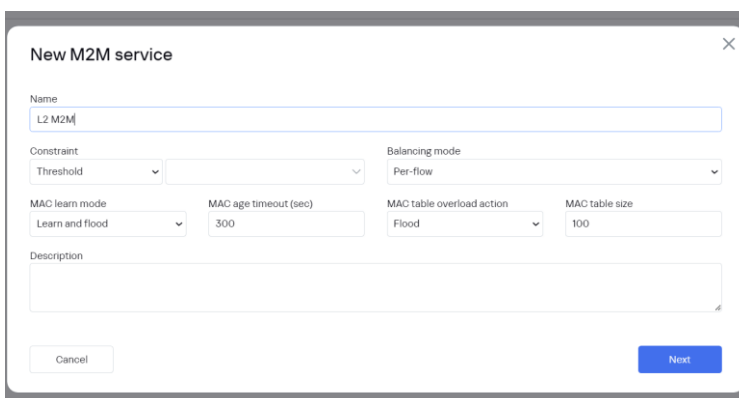 New M2M service
Name
L2 M2M
Constraint Balancing mode
Threshold Per-flow
MAC learn mode MAC age timeout (sec) MAC table overload action MAC table size
Learn and flood 300 Flood 100
Description
Cancel Next